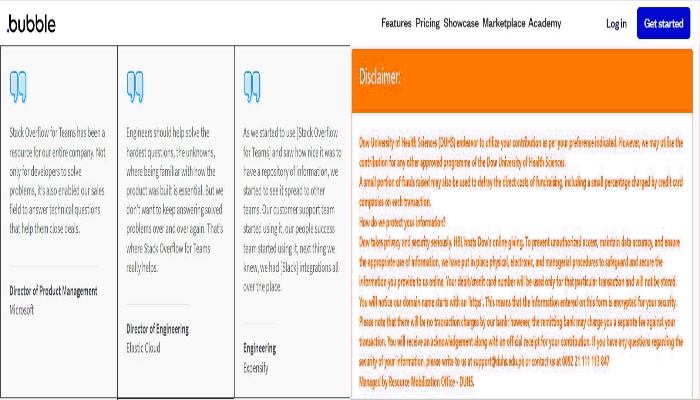 .bubble
Features Pricing Showcase Marketplace Academy
Log in
Get started
Stack Overflow for Teams has been a
resource for our entire company. Not
only for developers to solve
problems, it's also enabled our sales
field to answer technical questions
that help them close deals.
Director of Product Management
Microsoft
Engineers should help solve the
hardest questions, the unknowns,
where being familiar with how the
product was built is essential. But we
don't want to keep answering solved
problems over and over again. That's
where Stack Overflow for Teams
really helps.
Director of Engineering
Elastic Cloud
As we started to use [Stack Overflow
for Teams] and saw how nice it was to
have a repository of information, we
started to see it spread to other
teams. Our customer support team
started using it, our people success
team started using it, next thing we
knew, we had [Slack] integrations all
over the place.
Engineering
Expensify
Disclaimer:
Dow University of Health Sciences (DUHS) endeavor to utilize your contribution as per your preference indicated. However, we may utilise the
contribution for any other approved programme of the Dow University of Health Sciences.
A small portion of funds raised may also be used to defray the direct costs of fundraising, including a small percentage charged by credit card
companies on each transaction.
How do we protect your information?
Dow takes privacy and security seriously. HBL hosts Dow's online giving. To prevent unauthorized access, maintain data accuracy, and ensure
the appropriate use of information, we have put in place physical, electronic, and managerial procedures to safeguard and secure the
information you provide to us online. Your debit/credit card will be used only for that particular transaction and will not be stored.
You will notice our domain name starts with an 'https'. This means that the information entered on this form is encrypted for your security.
Please note that there will be no transaction charges by our bank; however, the remitting bank may charge you a separate fee against your
transaction. You will receive an acknowledgement along with an official receipt for your contribution. If you have any questions regarding the
security of your information, please write to us at support@duhs.edu.pk or contact us at 0092 21 111 113 847
Managed by Resource Mobilization Office - DUHS.